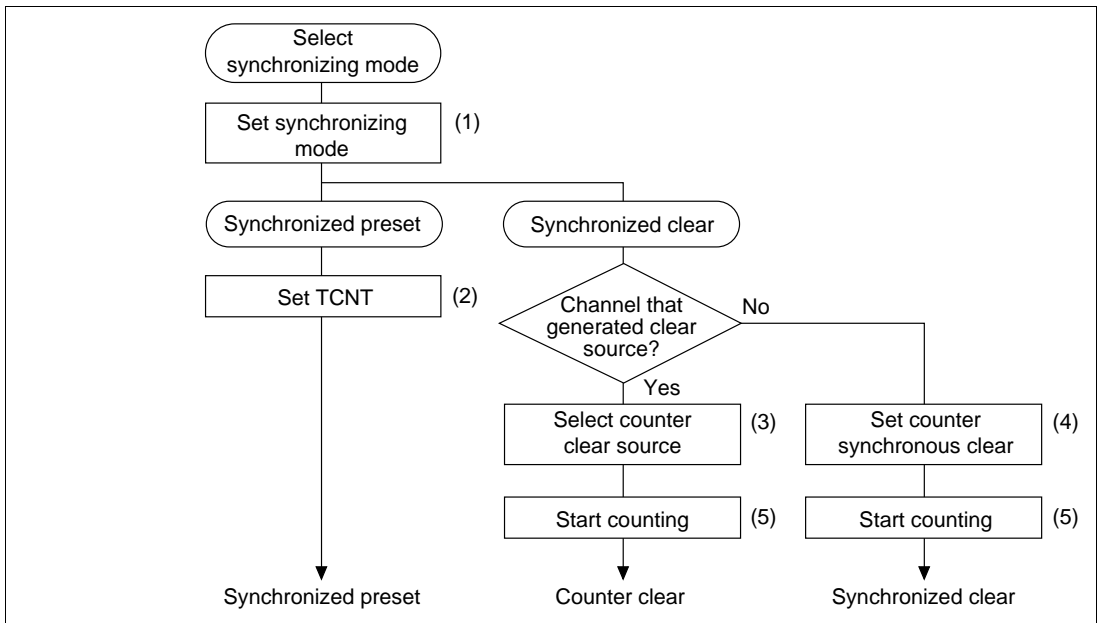 Select
synchronizing mode
Set synchronizing
mode
(1)
Synchronized preset
Synchronized clear
Set TCNT
(2)
Channel that
generated clear
source?
No
Yes
Select counter
clear source
(3)
Set counter
synchronous clear
(4)
Start counting
(5)
Start counting
(5)
Synchronized preset
Counter clear
Synchronized clear